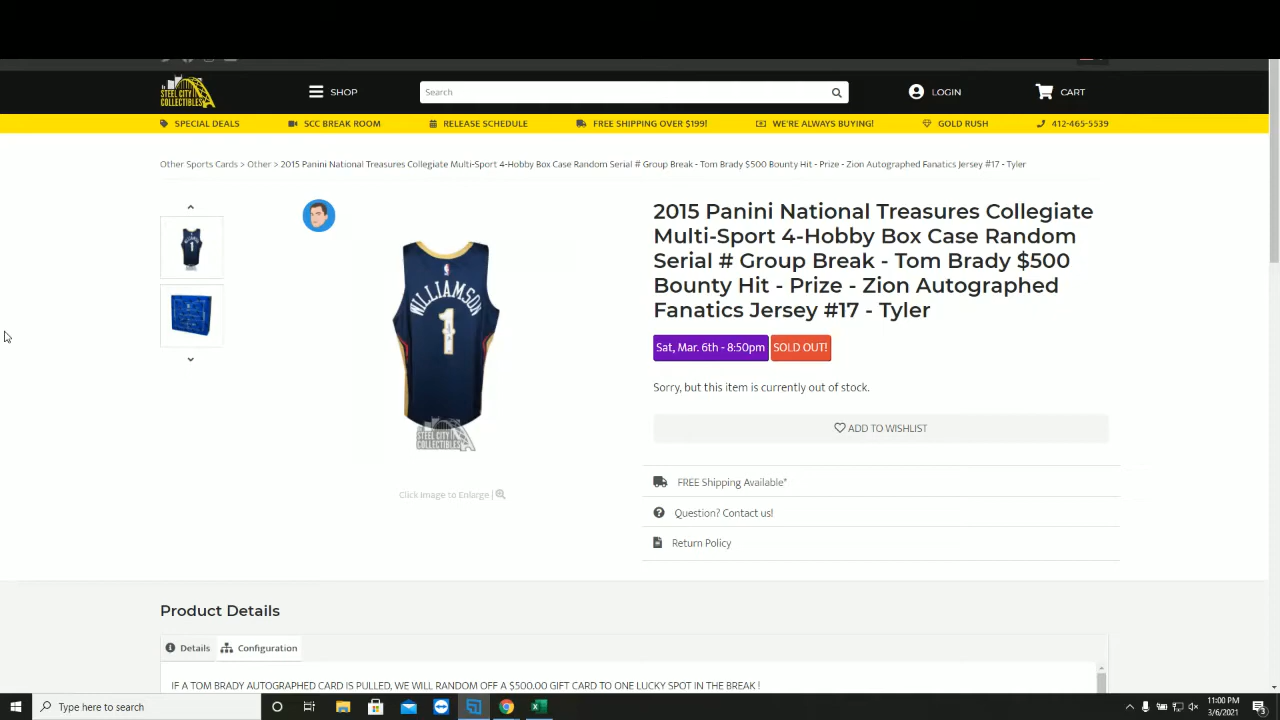 STEEL CITY
COLLECTIBLES
SHOP
Search
LOGIN
CART
SPECIAL DEALS
SCC BREAK ROOM
RELEASE SCHEDULE
FREE SHIPPING OVER $199!
WE'RE ALWAYS BUYING!
GOLD RUSH
412-465-5539
Other Sports Cards > Other > 2015 Panini National Treasures Collegiate Multi-Sport 4-Hobby Box Case Random Serial # Group Break - Tom Brady $500 Bounty Hit - Prize - Zion Autographed Fanatics Jersey #17 - Tyler
WILLIAMSON
1
STEEL CITY
COLLECTIBLES
Click image to Enlarge |
2015 Panini National Treasures Collegiate
Multi-Sport 4-Hobby Box Case Random
Serial # Group Break - Tom Brady $500
Bounty Hit - Prize - Zion Autographed
Fanatics Jersey #17 - Tyler
Sat, Mar. 6th - 8:50pm
SOLD OUT!
Sorry, but this item is currently out of stock.
ADD TO WISHLIST
FREE Shipping Available*
Question? Contact us!
Return Policy
Product Details
Details
Configuration
IF A TOM BRADY AUTOGRAPHED CARD IS PULLED, WE WILL RANDOM OFF A $500.00 GIFT CARD TO ONE LUCKY SPOT IN THE BREAK !
Type here to search
11:00 PM
3/6/2021
3